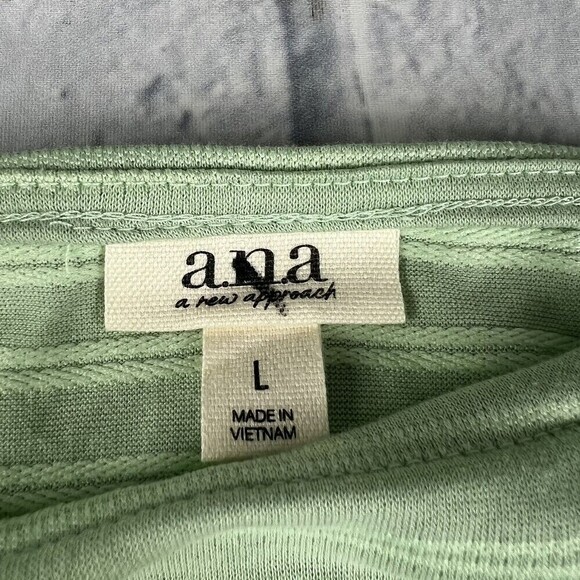 a.n.a
a new approach
L
MADE IN
VIETNAM